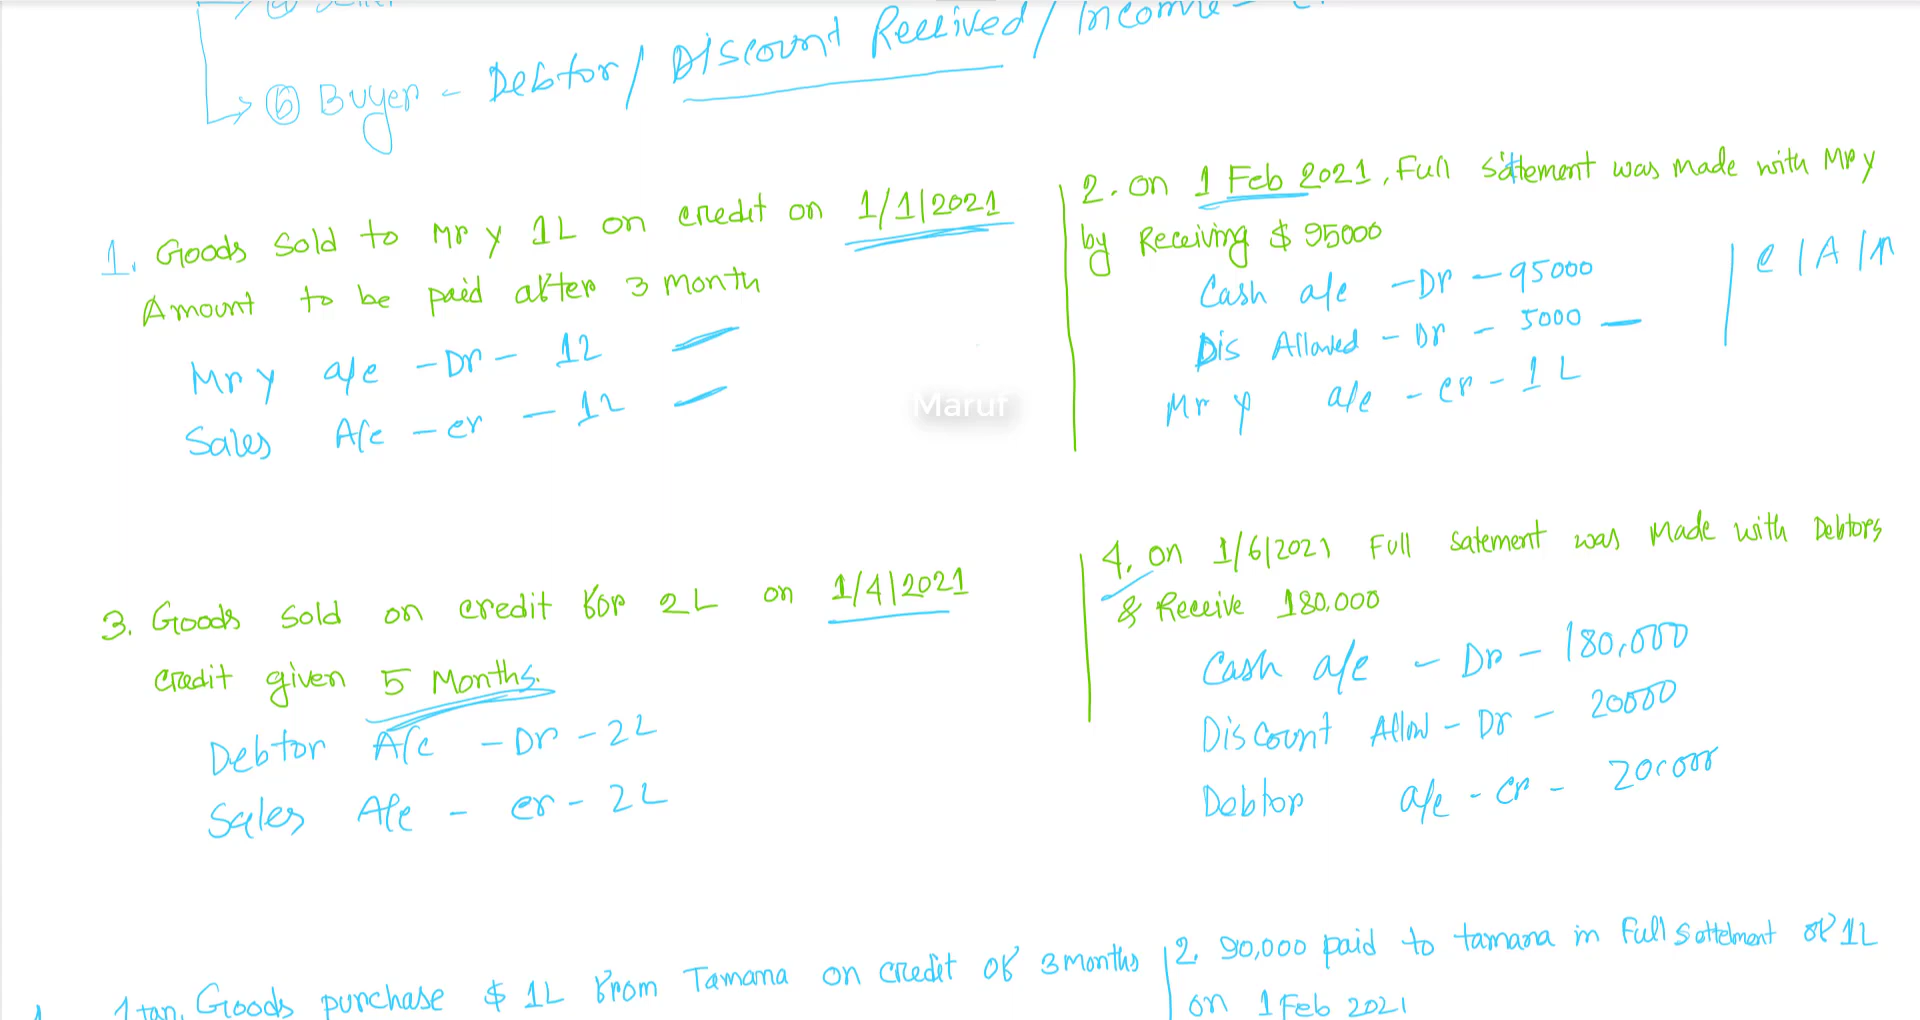 ⑥ Buyer - Debtor / Discount Received / Income -
1. Goods Sold to Mr y 1L on credit on 1/1/2021
Amount to be paid after 3 month
Mr y a/c - Dr - 1L
Sales A/c - cr - 1L
2. on 1 Feb 2021, Full sattement was made with Mr y
by Receiving $ 95000
Cash a/c - Dr - 95000
Dis Allowed - Dr - 5000
Mr y a/c - cr - 1 L
Maruf
3. Goods sold on credit for 2L on 1/4/2021
credit given 5 Months.
Debtor A/c - Dr - 2L
Sales A/c - cr - 2L
4. on 1/6/2021 Full satement was Made with Debtors
& Receive 180,000
Cash a/c - Dr - 180,000
Discount Allow - Dr - 20000
Debtor a/c - cr - 200000
Goods purchase $ 1L from Tamana on credit of 3 months
2. 90,000 paid to tamana in full sattelment of 1L
on 1 Feb 2021